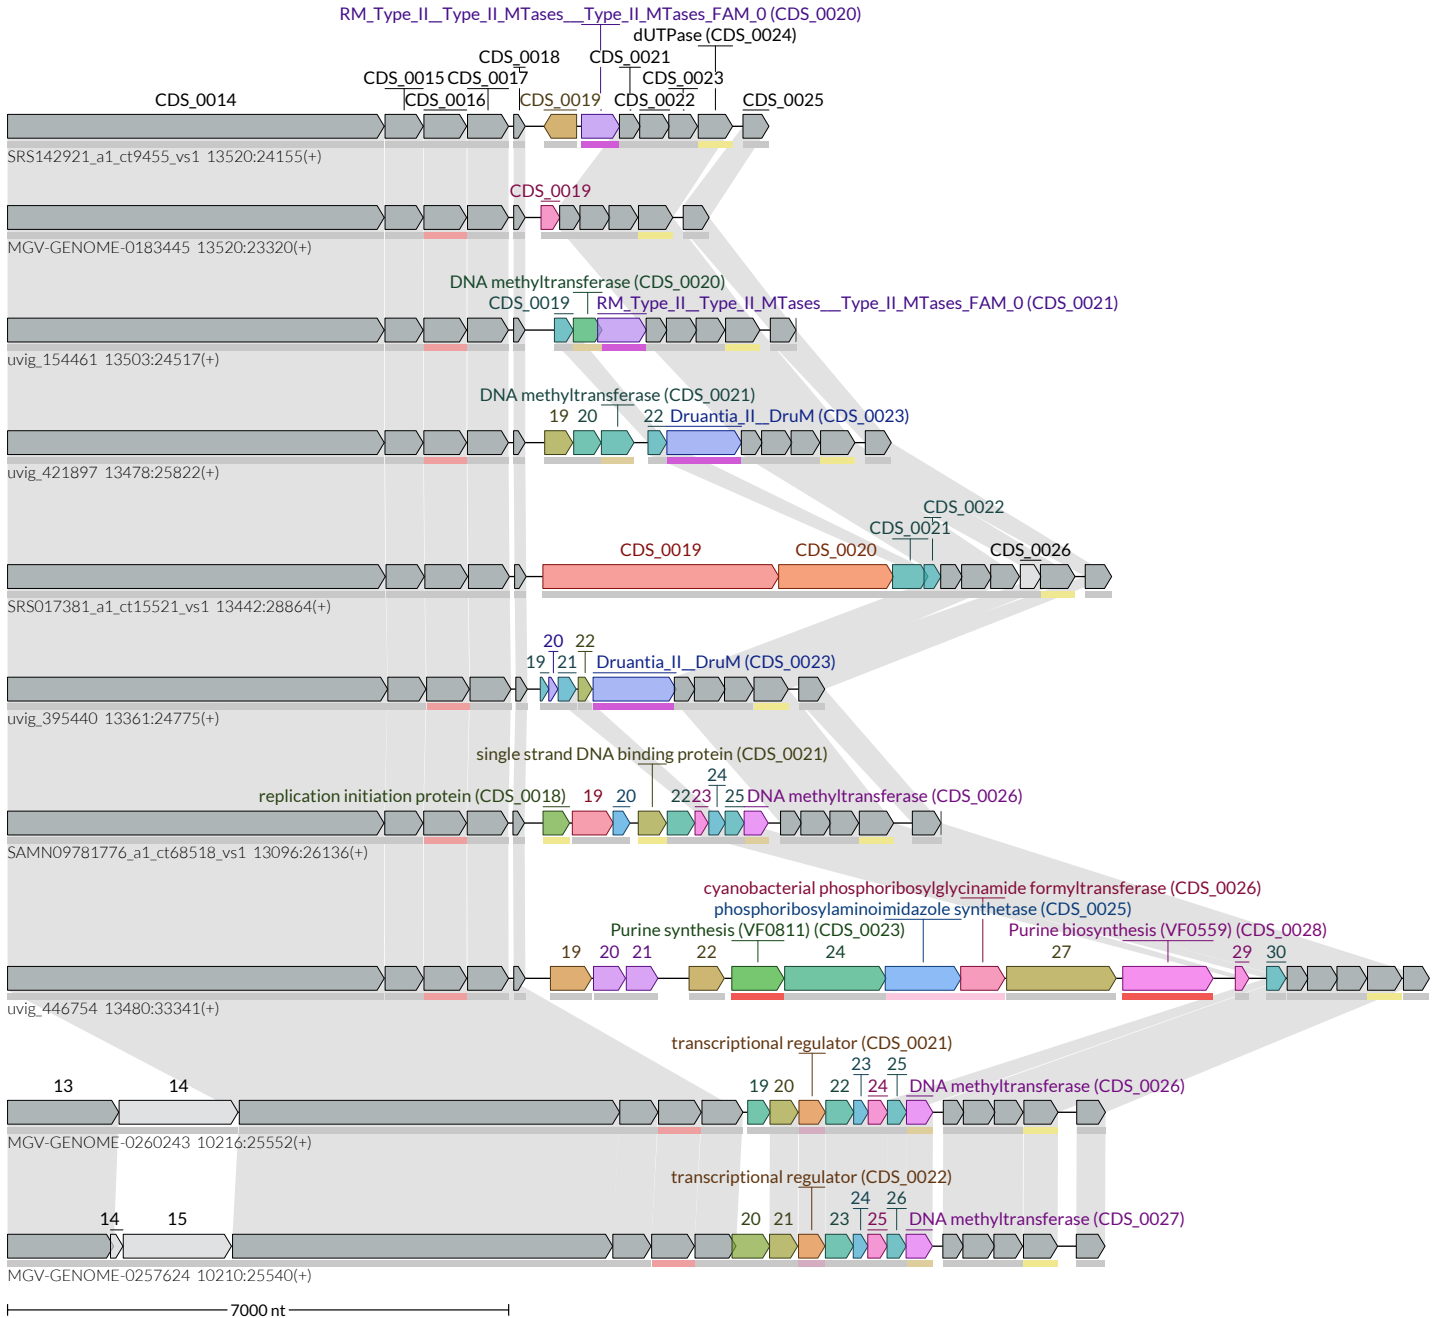 RM_Type_II__Type_II_MTases___Type_II_MTases_FAM_0 (CDS_0020)
dUTPase (CDS_0024)
CDS_0018 CDS_0021
CDS_0015 CDS_0017 CDS_0023
CDS_0014 CDS_0016 CDS_0019 CDS_0022 CDS_0025
SRS142921_a1_ct9455_vs1 13520:24155(+)
CDS_0019
MGV-GENOME-0183445 13520:23320(+)
DNA methyltransferase (CDS_0020)
CDS_0019 RM_Type_II__Type_II_MTases___Type_II_MTases_FAM_0 (CDS_0021)
uvig_154461 13503:24517(+)
DNA methyltransferase (CDS_0021)
19 20 22 Druantia_II__DruM (CDS_0023)
uvig_421897 13478:25822(+)
CDS_0022
CDS_0021
CDS_0019 CDS_0020 CDS_0026
SRS017381_a1_ct15521_vs1 13442:28864(+)
20 22
19 21 Druantia_II__DruM (CDS_0023)
uvig_395440 13361:24775(+)
single strand DNA binding protein (CDS_0021)
24
replication initiation protein (CDS_0018) 19 20 22 23 25 DNA methyltransferase (CDS_0026)
SAMN09781776_a1_ct68518_vs1 13096:26136(+)
cyanobacterial phosphoribosylglycinamide formyltransferase (CDS_0026)
phosphoribosylaminoimidazole synthetase (CDS_0025)
Purine synthesis (VF0811) (CDS_0023) Purine biosynthesis (VF0559) (CDS_0028)
19 20 21 22 24 27 29 30
uvig_446754 13480:33341(+)
transcriptional regulator (CDS_0021)
23 25
13 14 19 20 22 24 DNA methyltransferase (CDS_0026)
MGV-GENOME-0260243 10216:25552(+)
transcriptional regulator (CDS_0022)
24 26
14 15 20 21 23 25 DNA methyltransferase (CDS_0027)
MGV-GENOME-0257624 10210:25540(+)
7000 nt